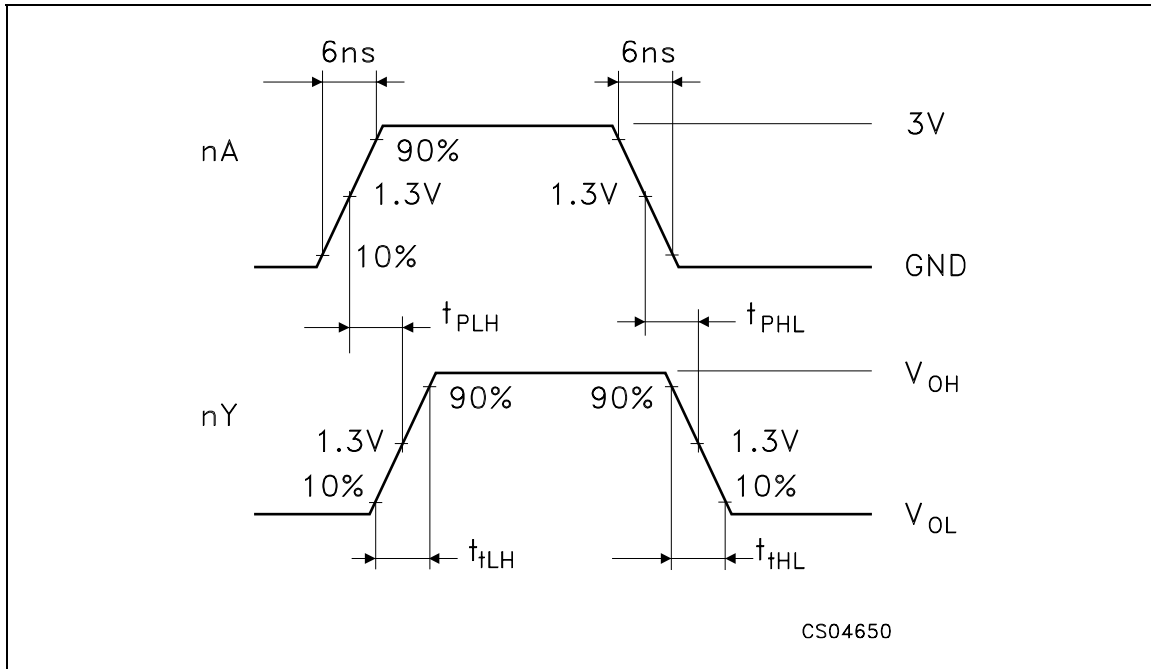 6ns 6ns
3V
nA
90%
1.3V 1.3V
10%
GND
tPLH tPHL
VOH
90% 90%
nY
1.3V 1.3V
10% 10%
VOL
ttLH ttHL
CS04650